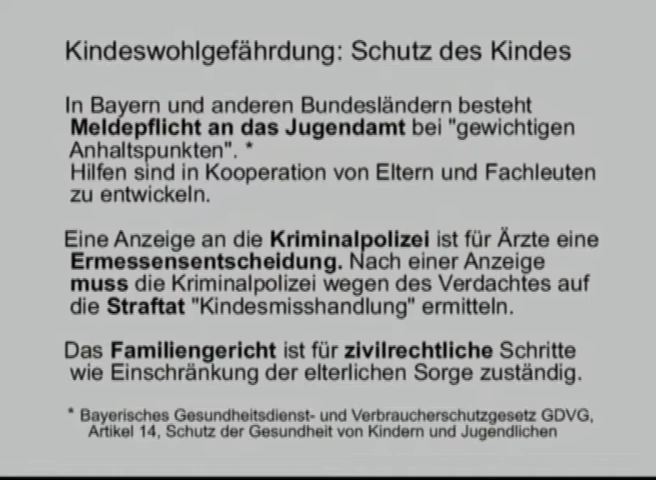 Kindeswohlgefährdung: Schutz des Kindes
In Bayern und anderen Bundesländern besteht
Meldepflicht an das Jugendamt bei "gewichtigen
Anhaltspunkten". *
Hilfen sind in Kooperation von Eltern und Fachleuten
zu entwickeln.
Eine Anzeige an die Kriminalpolizei ist für Ärzte eine
Ermessensentscheidung. Nach einer Anzeige
muss die Kriminalpolizei wegen des Verdachtes auf
die Straftat "Kindesmisshandlung" ermitteln.
Das Familiengericht ist für zivilrechtliche Schritte
wie Einschränkung der elterlichen Sorge zuständig.
* Bayerisches Gesundheitsdienst- und Verbraucherschutzgesetz GDVG,
Artikel 14, Schutz der Gesundheit von Kindern und Jugendlichen